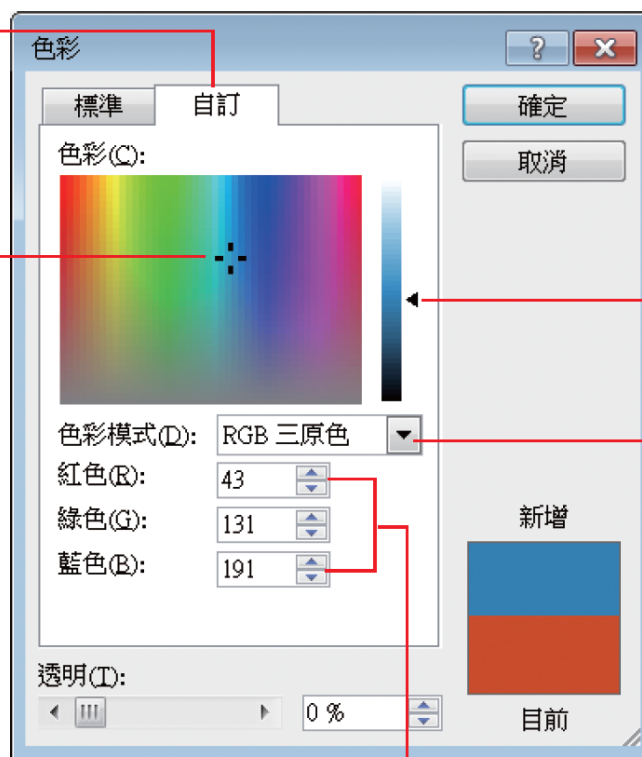 色彩
標準 自訂
確定
取消
色彩(C):
色彩模式(D): RGB 三原色
紅色(R): 43
綠色(G): 131
藍色(B): 191
新增
目前
透明(T):
0 %